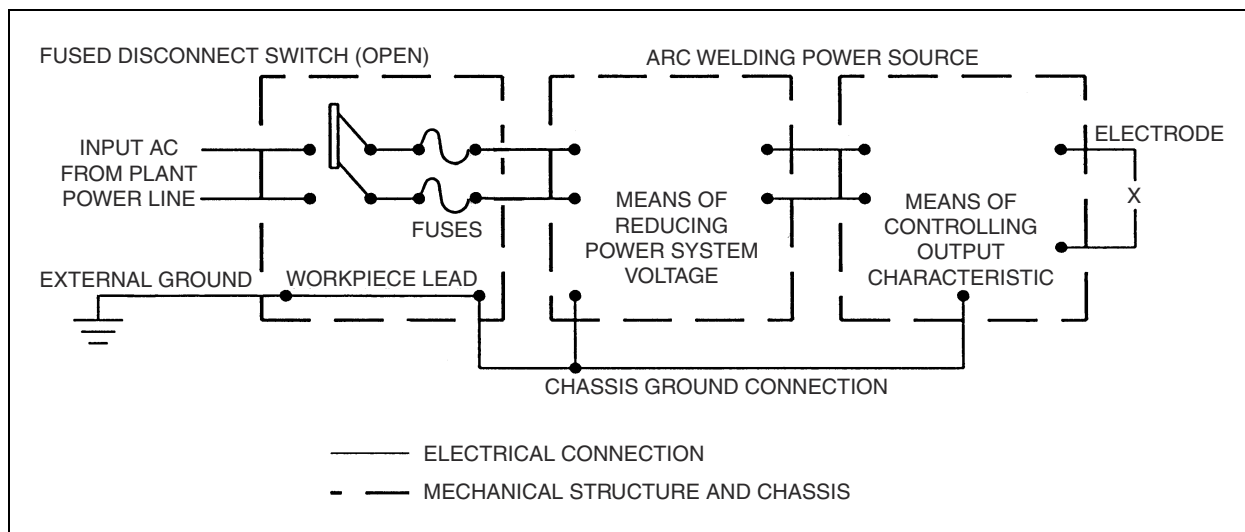 FUSED DISCONNECT SWITCH (OPEN)
ARC WELDING POWER SOURCE
INPUT AC
FROM PLANT
POWER LINE
ELECTRODE
X
FUSES
MEANS OF
REDUCING
POWER SYSTEM
VOLTAGE
MEANS OF
CONTROLLING
OUTPUT
CHARACTERISTIC
EXTERNAL GROUND
WORKPIECE LEAD
CHASSIS GROUND CONNECTION
ELECTRICAL CONNECTION
MECHANICAL STRUCTURE AND CHASSIS